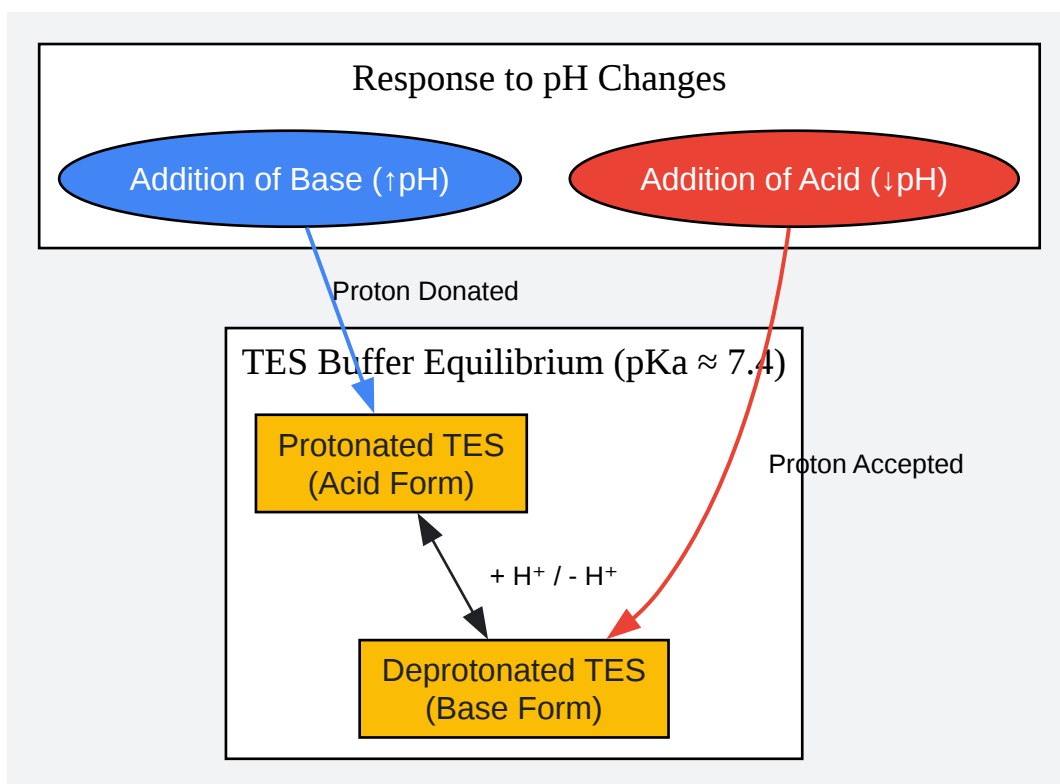 Response to pH Changes
Addition of Base (↑pH)
Addition of Acid (↓pH)
Proton Donated
TES Buffer Equilibrium (pKa ≈ 7.4)
Protonated TES
(Acid Form)
Proton Accepted
+ H⁺ / - H⁺
Deprotonated TES
(Base Form)